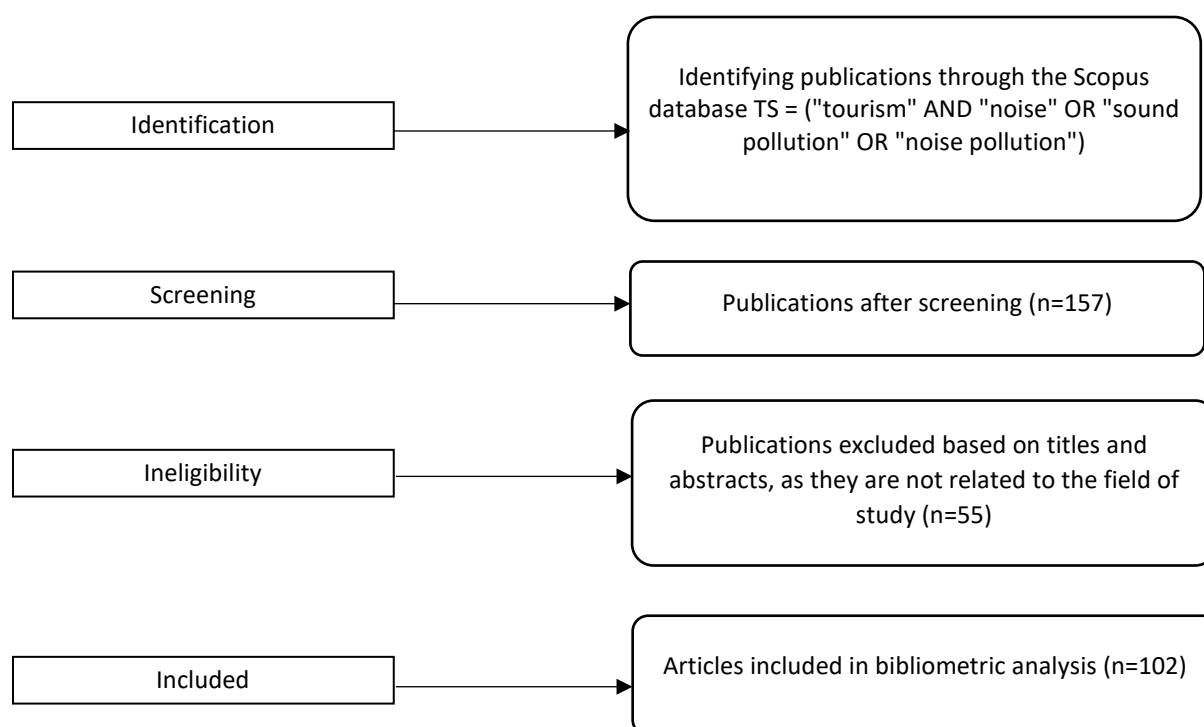 Identification
Identifying publications through the Scopus
database TS = ("tourism" AND "noise" OR "sound
pollution" OR "noise pollution")
Screening
Publications after screening (n=157)
Ineligibility
Publications excluded based on titles and
abstracts, as they are not related to the field of
study (n=55)
Included
Articles included in bibliometric analysis (n=102)